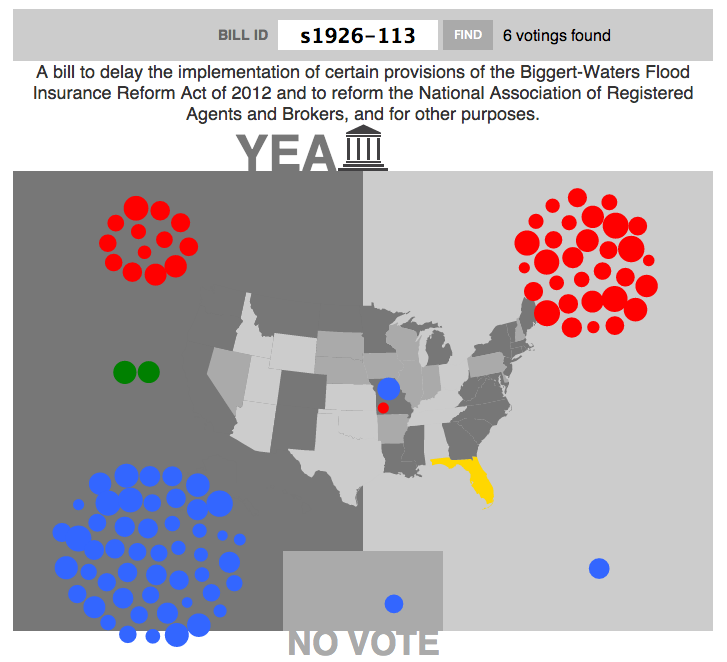 BILL ID s1926-113 FIND 6 votings found
A bill to delay the implementation of certain provisions of the Biggert-Waters Flood
Insurance Reform Act of 2012 and to reform the National Association of Registered
Agents and Brokers, and for other purposes.
YEA
NO VOTE